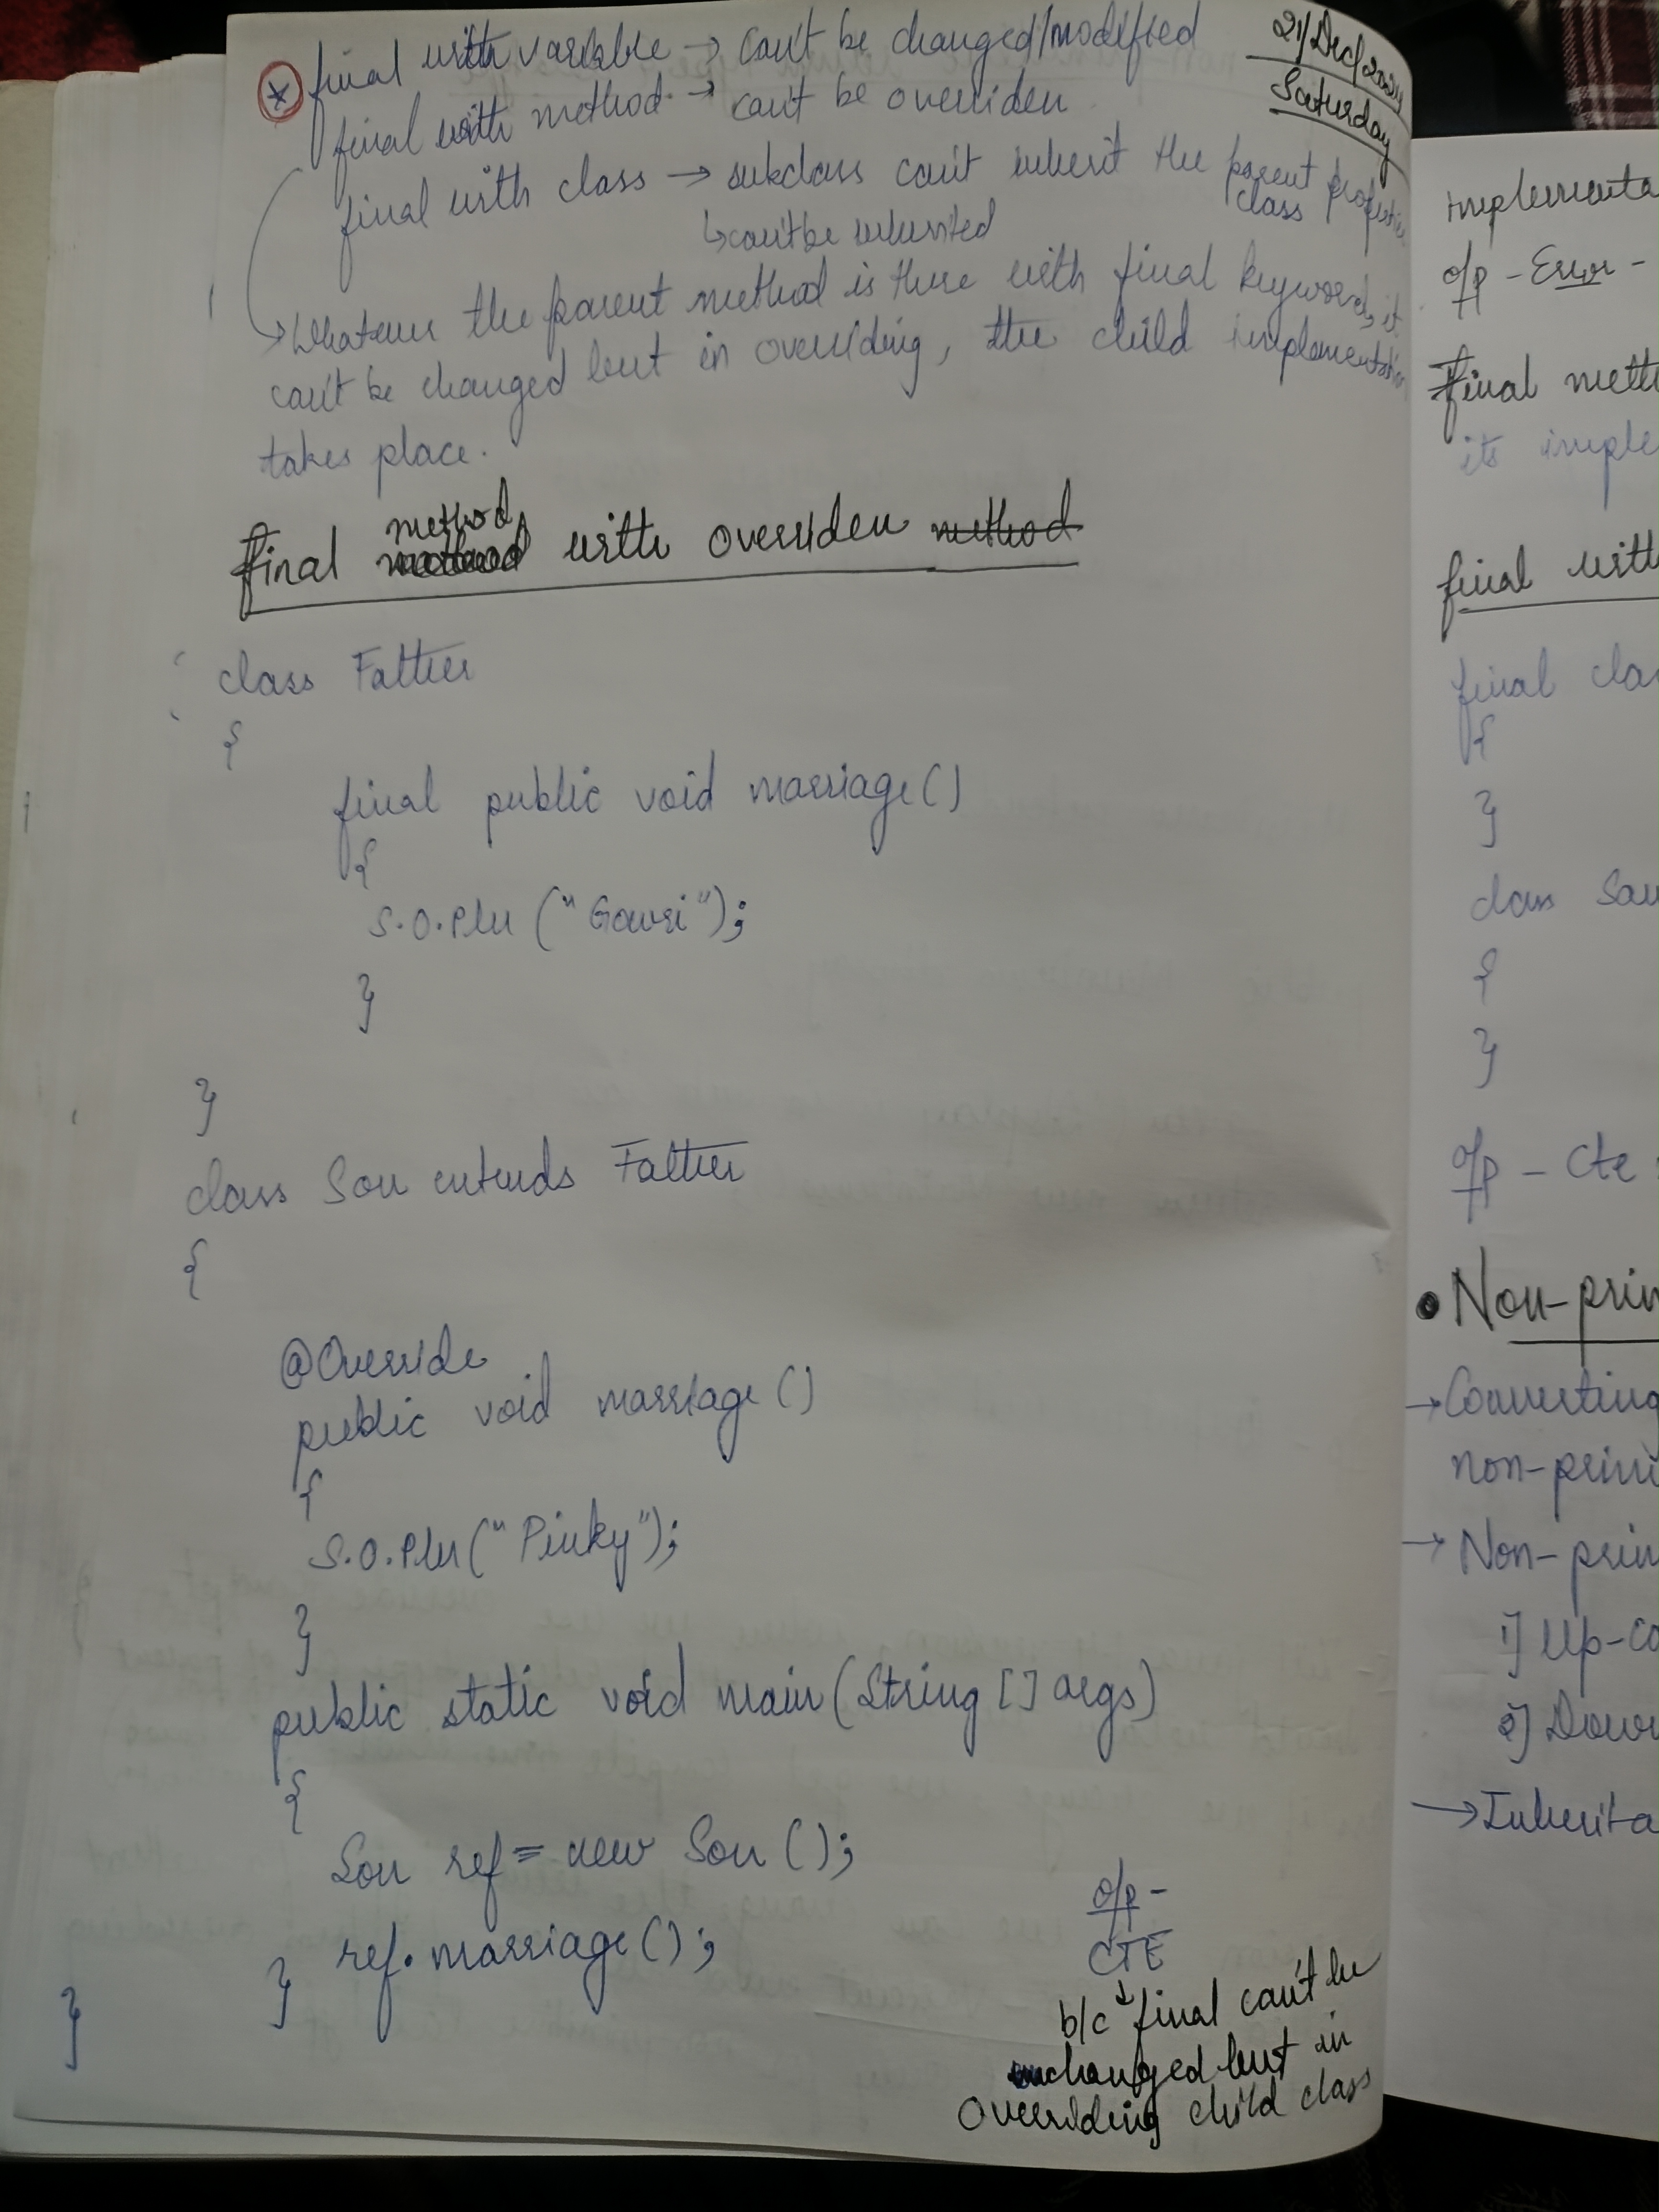 21/Dec/2024
Saturday
* final with variable → can't be changed/modified
final with method → can't be overriden
final with class → subclass can't inherit the parent class properties
↳ can't be inherited
→ Whatever the parent method is there with final keyword, it
can't be changed but in overriding, the child implementation
takes place.
final method with overriden method
class Father
{
final public void marriage()
{
S.O.Pln ("Gowri");
}
}
class Son extends Father
{
@Override
public void marriage()
{
S.O.Pln ("Pinky");
}
public static void main(String [] args)
{
Son ref = new Son ();
ref. marriage();
}
}
o/p -
CTE
↓
b/c final can't be
changed but in
Overriding child class
implementa
o/p - Error -
final meth
its imple
final with
final clas
{
}
class Son
{
}
o/p - Cte
• Non-prim
→ Converting
non-primi
→ Non-prim
1] Up-ca
2] Down
→ Inherita